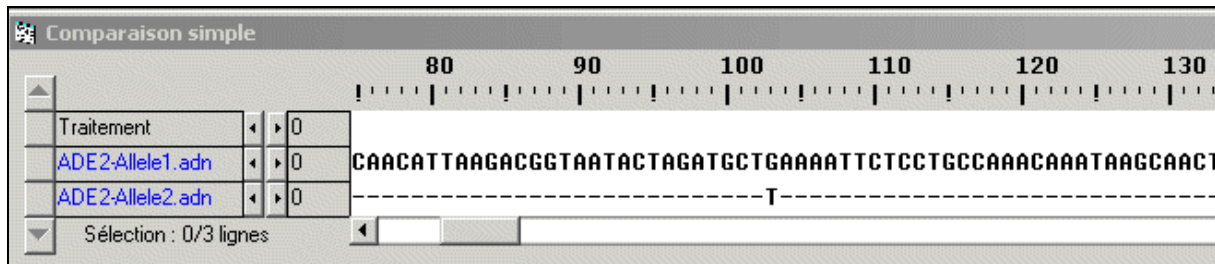 Comparaison simple
80 90 100 110 120 130
Traitement 0
ADE2-Allele1.adn 0 CAACATTAAGACGGTAATACTAGATGCTGAAAATTCTCCTGCCAAACAAATAAGCAACT
ADE2-Allele2.adn 0 ----------------------------T------------------------------
Sélection : 0/3 lignes